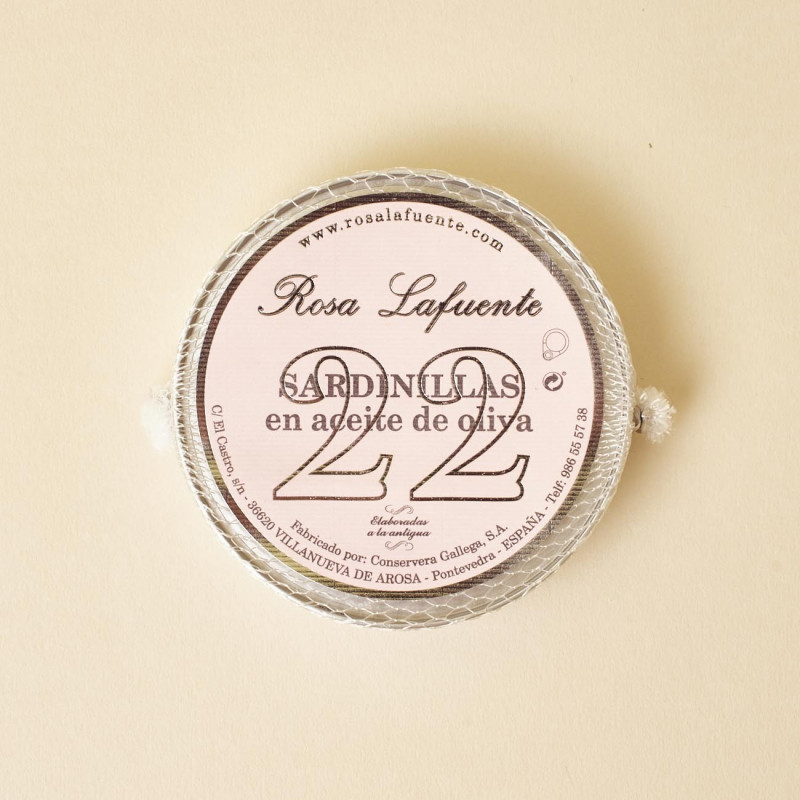 www.rosalafuente.com
Rosa Lafuente
22
SARDINILLAS
en aceite de oliva
Elaboradas
a la antigua
Fabricado por: Conservera Gallega, S.A.
C/ El Castro, s/n - 36620 VILLANUEVA DE AROSA - Pontevedra - ESPAÑA - Telf: 986 55 57 38